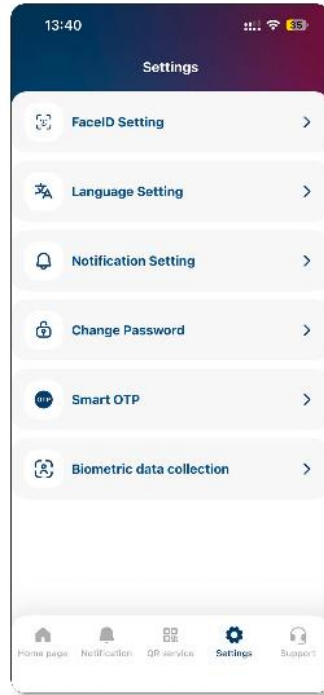 13:40
35
Settings
FaceID Setting
Language Setting
Notification Setting
Change Password
OTP
Smart OTP
Biometric data collection
Home page
Notification
QR service
Settings
Support